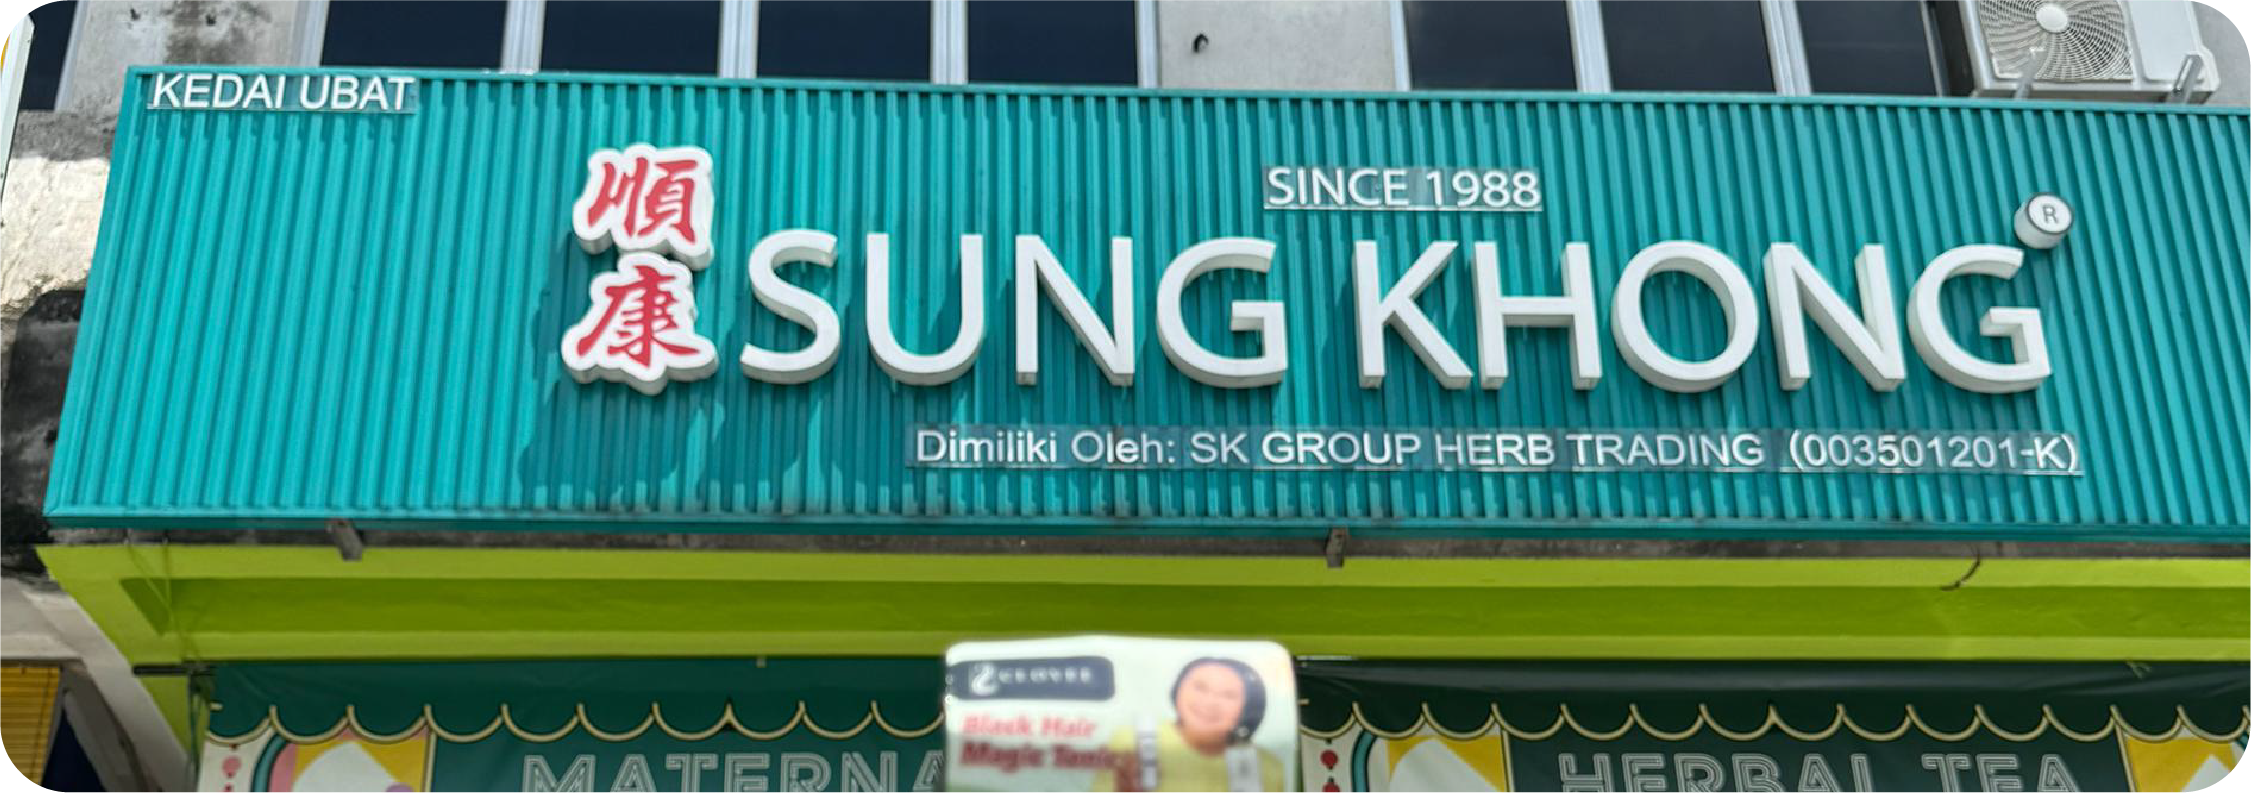 KEDAI UBAT
順康
SINCE 1988
SUNG KHONG
®
Dimiliki Oleh: SK GROUP HERB TRADING (003501201-K)
Black Hair
Magic Tonic
MATERNA
HERBAL TEA